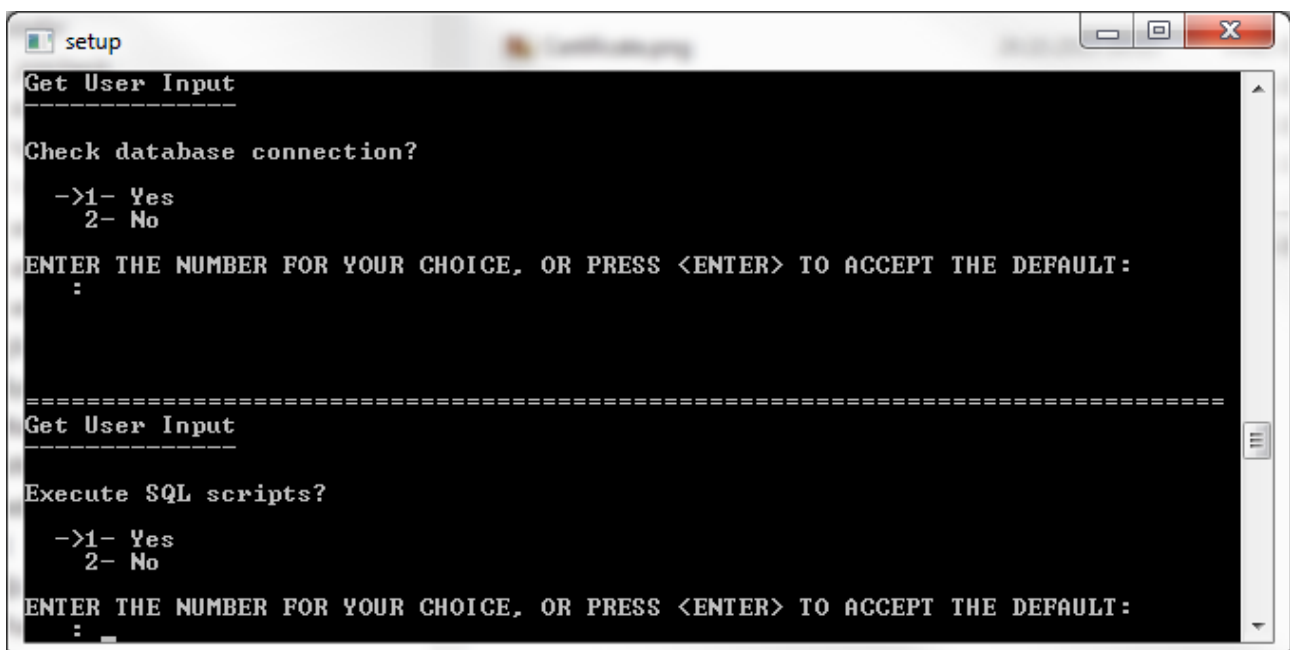 setup
Get User Input
--------------
Check database connection?
->1- Yes
2- No
ENTER THE NUMBER FOR YOUR CHOICE, OR PRESS <ENTER> TO ACCEPT THE DEFAULT:
:
================================================================================
Get User Input
--------------
Execute SQL scripts?
->1- Yes
2- No
ENTER THE NUMBER FOR YOUR CHOICE, OR PRESS <ENTER> TO ACCEPT THE DEFAULT:
: _